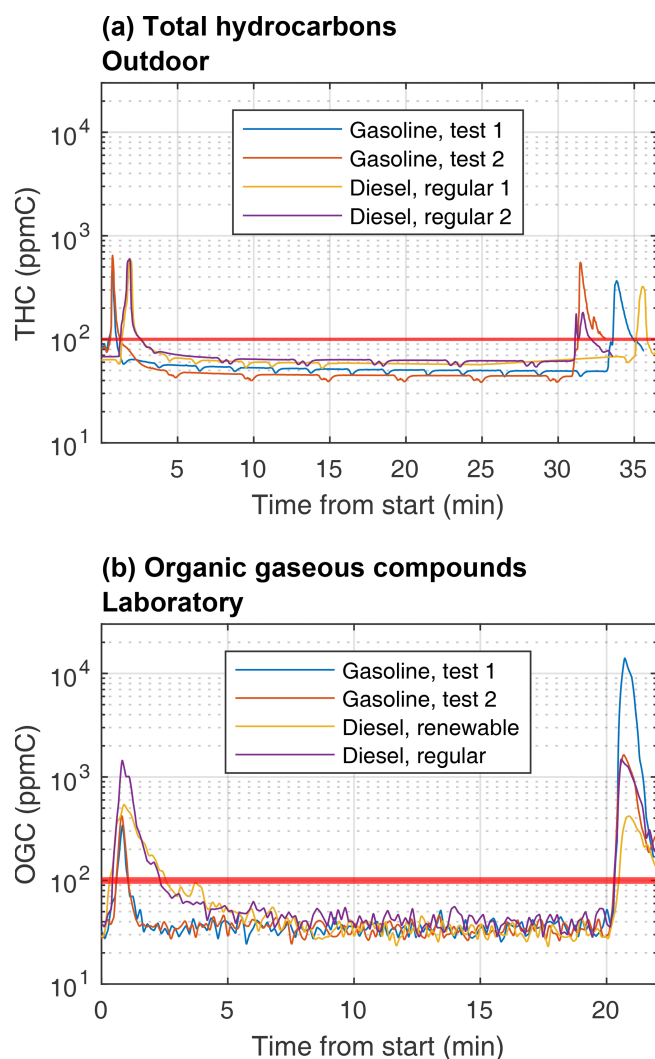 (a) Total hydrocarbons
Outdoor
10^4
10^3
10^2
10^1
THC (ppmC)
Gasoline, test 1
Gasoline, test 2
Diesel, regular 1
Diesel, regular 2
5 10 15 20 25 30 35
Time from start (min)
(b) Organic gaseous compounds
Laboratory
10^4
10^3
10^2
10^1
OGC (ppmC)
Gasoline, test 1
Gasoline, test 2
Diesel, renewable
Diesel, regular
0 5 10 15 20
Time from start (min)